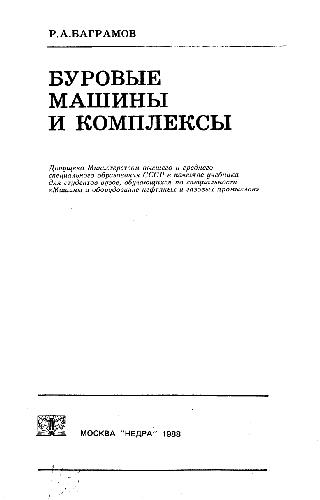 Р.А.БАГРАМОВ
БУРОВЫЕ
МАШИНЫ
И КОМПЛЕКСЫ
Допущено Министерством высшего и среднего
специального образования СССР в качестве учебника
для студентов вузов, обучающихся по специальности
«Машины и оборудование нефтяных и газовых промыслов»
МОСКВА "НЕДРА" 1988